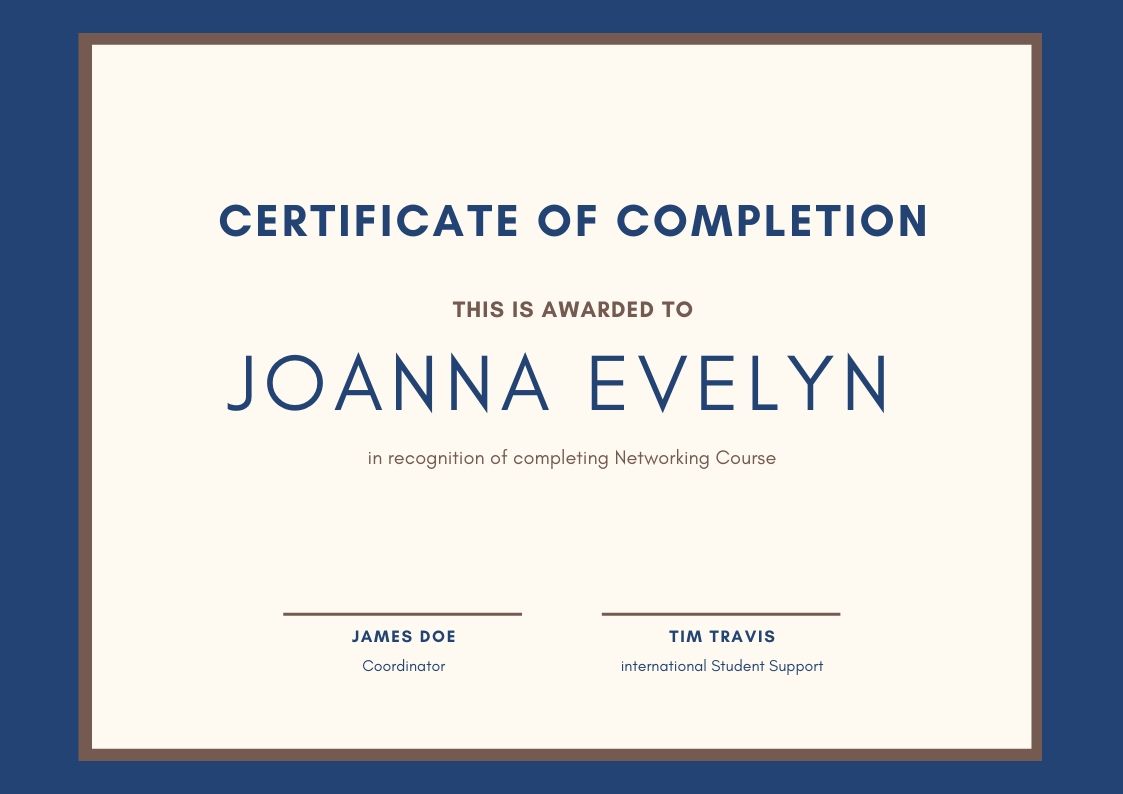 CERTIFICATE OF COMPLETION
THIS IS AWARDED TO
JOANNA EVELYN
in recognition of completing Networking Course
JAMES DOE
Coordinator
TIM TRAVIS
international Student Support